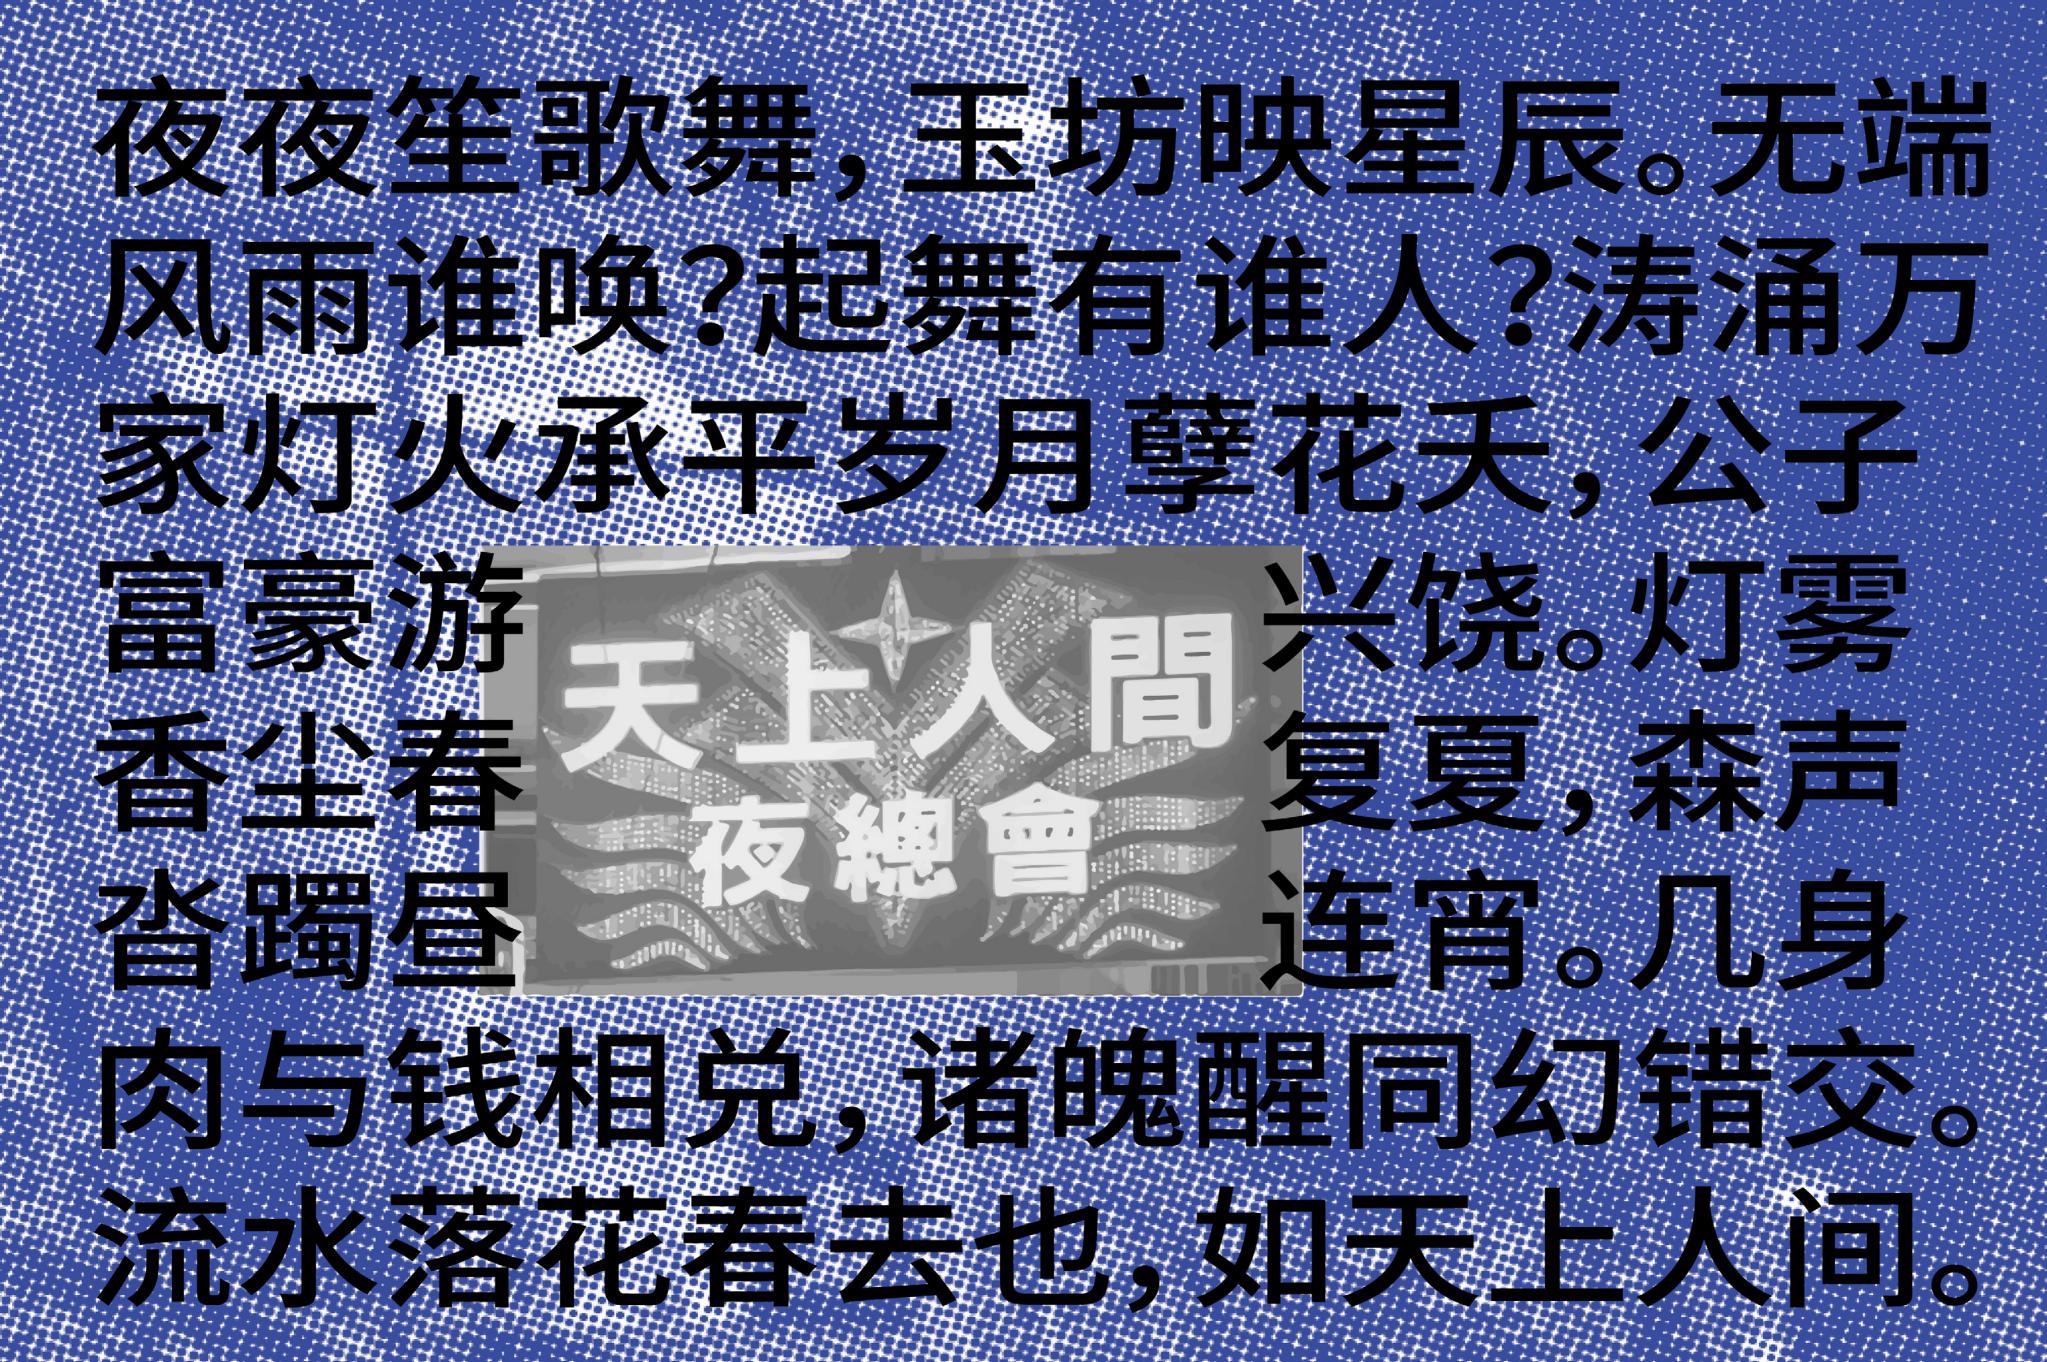 夜夜笙歌舞，玉坊映星辰。无端
风雨谁唤？起舞有谁人？涛涌万
家灯火承平岁月孽花夭，公子
富豪游兴饶。灯雾
香尘春复夏，森声
沓躅昼连宵。几身
肉与钱相兑，诸魄醒同幻错交。
流水落花春去也，如天上人间。
天上人間
夜總會